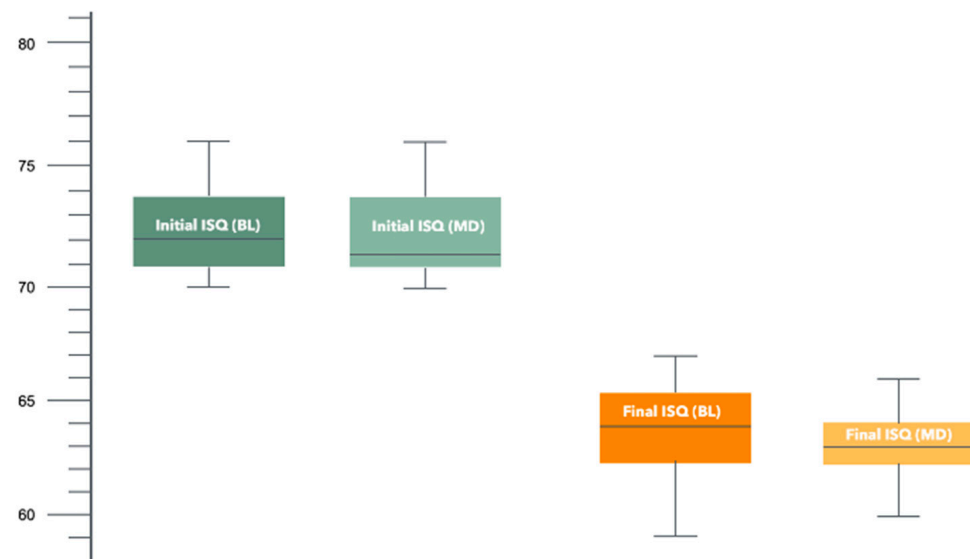 80
75
70
65
60
Initial ISQ (BL)
Initial ISQ (MD)
Final ISQ (BL)
Final ISQ (MD)